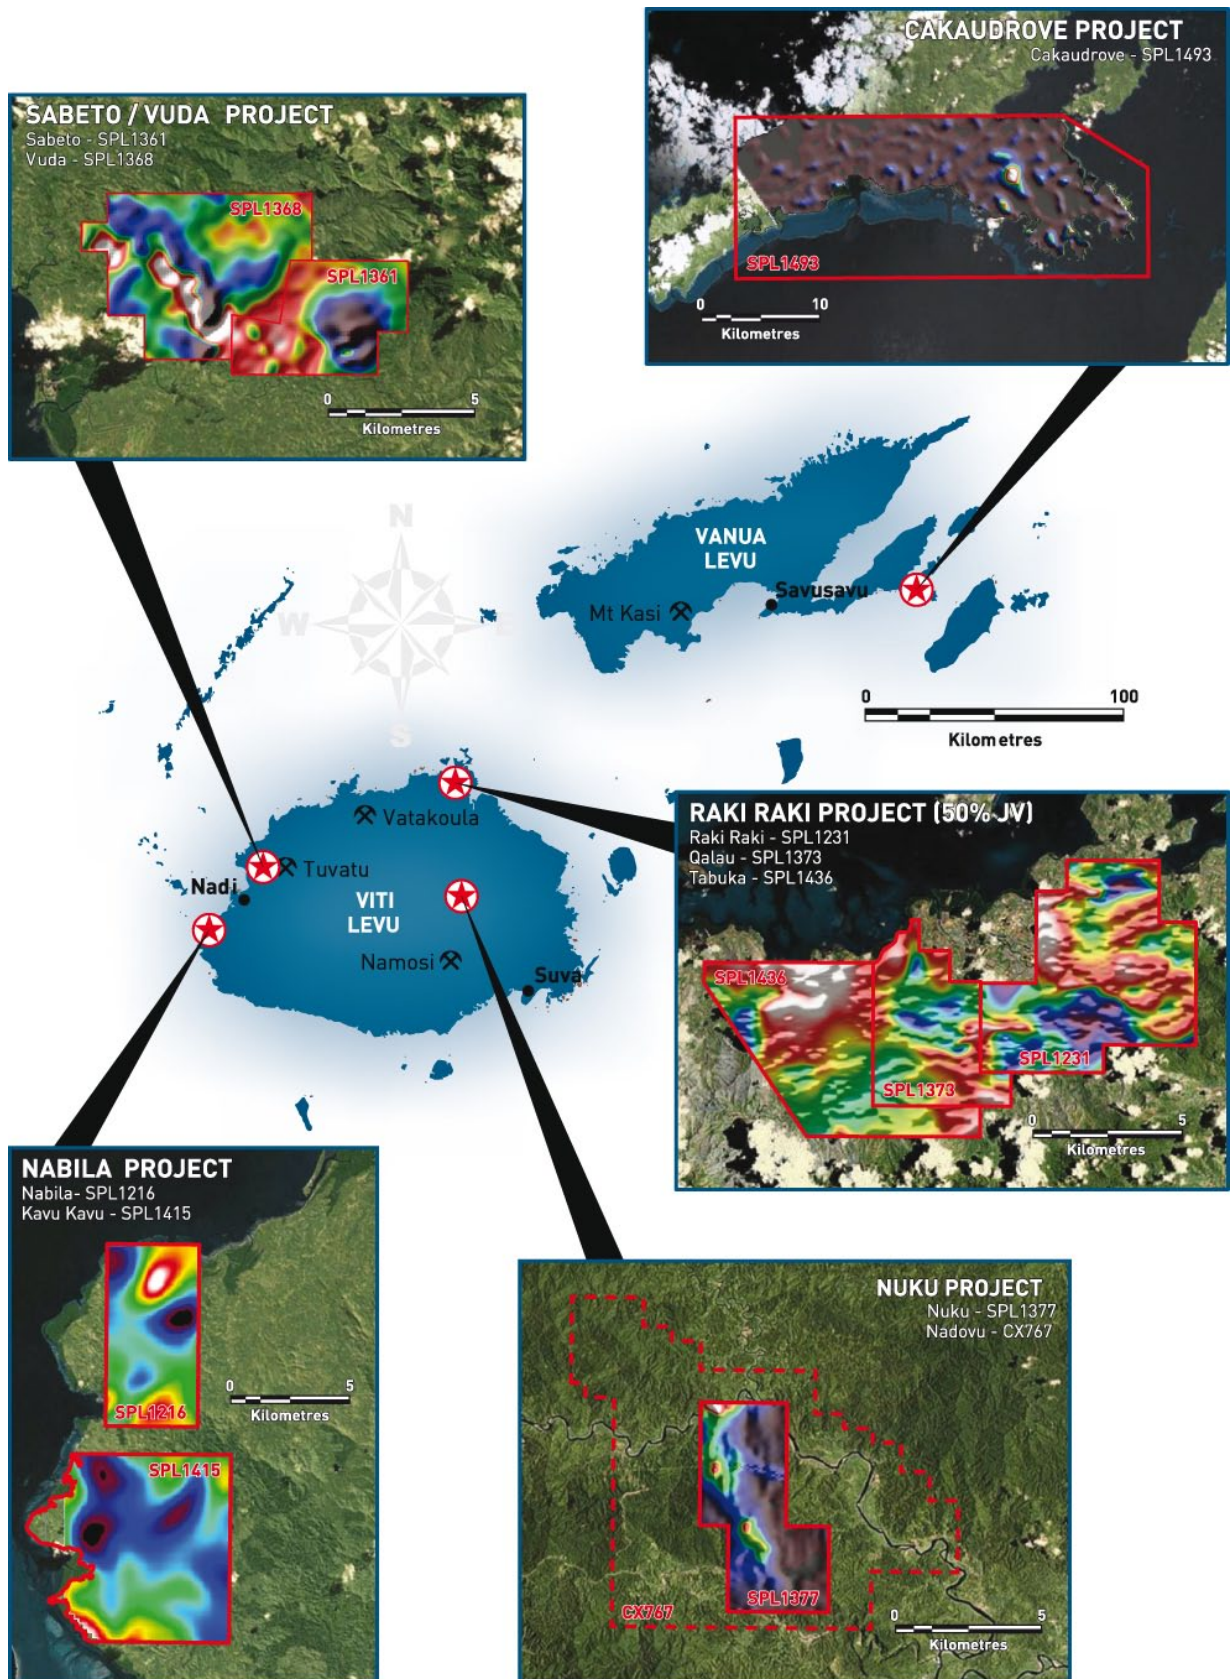 CAKAUDROVE PROJECT
Cakaudrove - SPL1493
SPL1493
0 10
Kilometres
SABETO / VUDA PROJECT
Sabeto - SPL1361
Vuda - SPL1368
SPL1368
SPL1361
0 5
Kilometres
N
W E
S
VANUA
LEVU
Mt Kasi
Savusavu
0 100
Kilometres
Vatakoula
Tuvatu
Nadi
VITI
LEVU
Namosi
Suva
RAKI RAKI PROJECT (50% JV)
Raki Raki - SPL1231
Qalau - SPL1373
Tabuka - SPL1436
SPL1436
SPL1231
SPL1373
0 5
Kilometres
NABILA PROJECT
Nabila- SPL1216
Kavu Kavu - SPL1415
0 5
Kilometres
SPL1216
SPL1415
NUKU PROJECT
Nuku - SPL1377
Nadovu - CX767
SPL1377
CX767
0 5
Kilometres